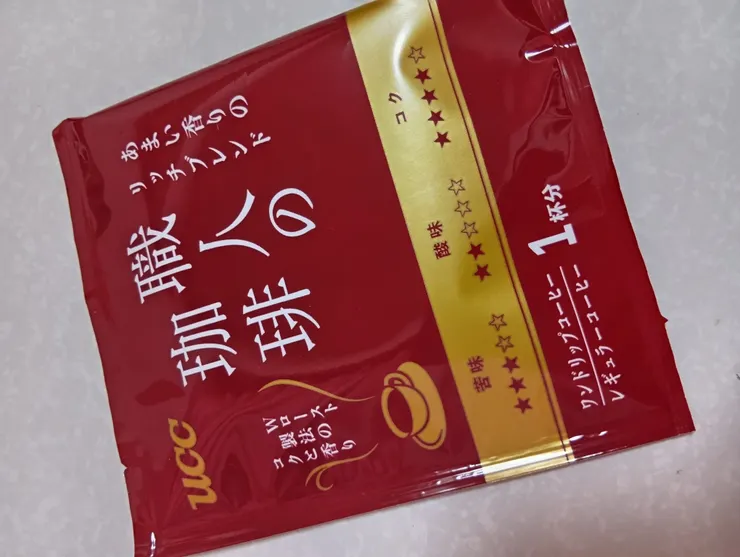 UCC
あまい香りの
リッチブレンド
職人の
珈琲
Wロースト
製法の
コクと香り
苦味
★★★☆☆
酸味
★★☆☆☆
コク
★★★★☆
ワンドリップコーヒー
レギュラーコーヒー
1杯分